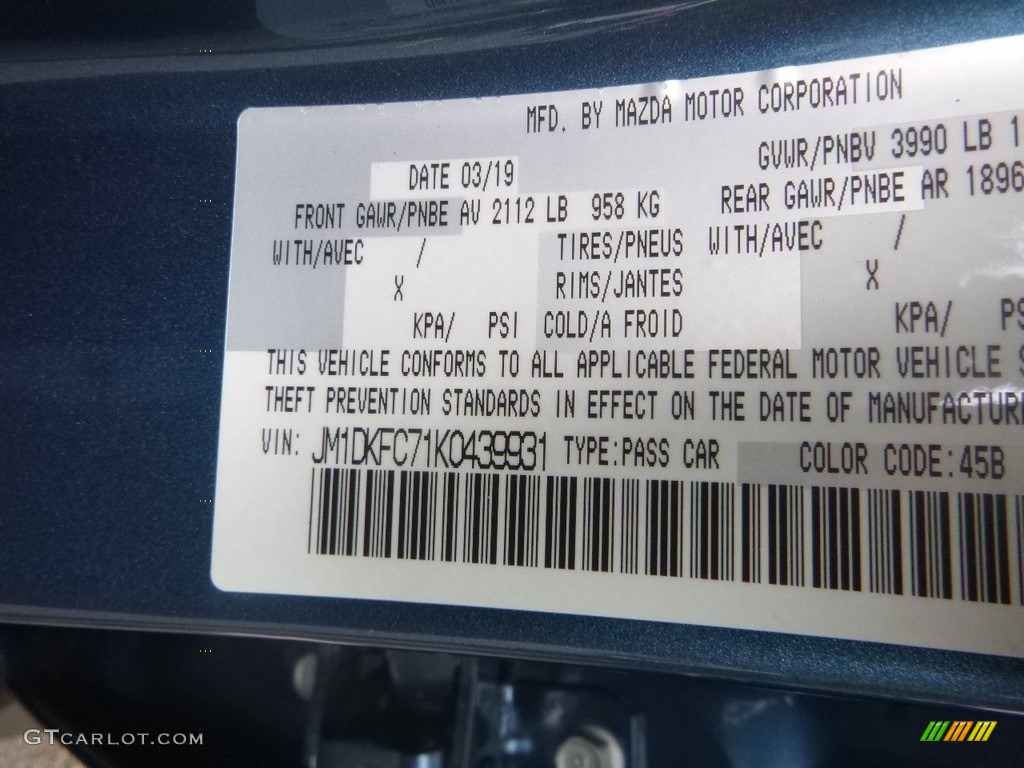 MFD. BY MAZDA MOTOR CORPORATION
DATE 03/19 GVWR/PNBV 3990 LB 1
FRONT GAWR/PNBE AV 2112 LB 958 KG REAR GAWR/PNBE AR 1896
WITH/AVEC / TIRES/PNEUS WITH/AVEC /
X RIMS/JANTES X
KPA/ PSI COLD/A FROID KPA/ PS
THIS VEHICLE CONFORMS TO ALL APPLICABLE FEDERAL MOTOR VEHICLE S
THEFT PREVENTION STANDARDS IN EFFECT ON THE DATE OF MANUFACTURE
VIN: JM1DKFC71K0439931 TYPE:PASS CAR COLOR CODE:45B
GTCARLOT.COM